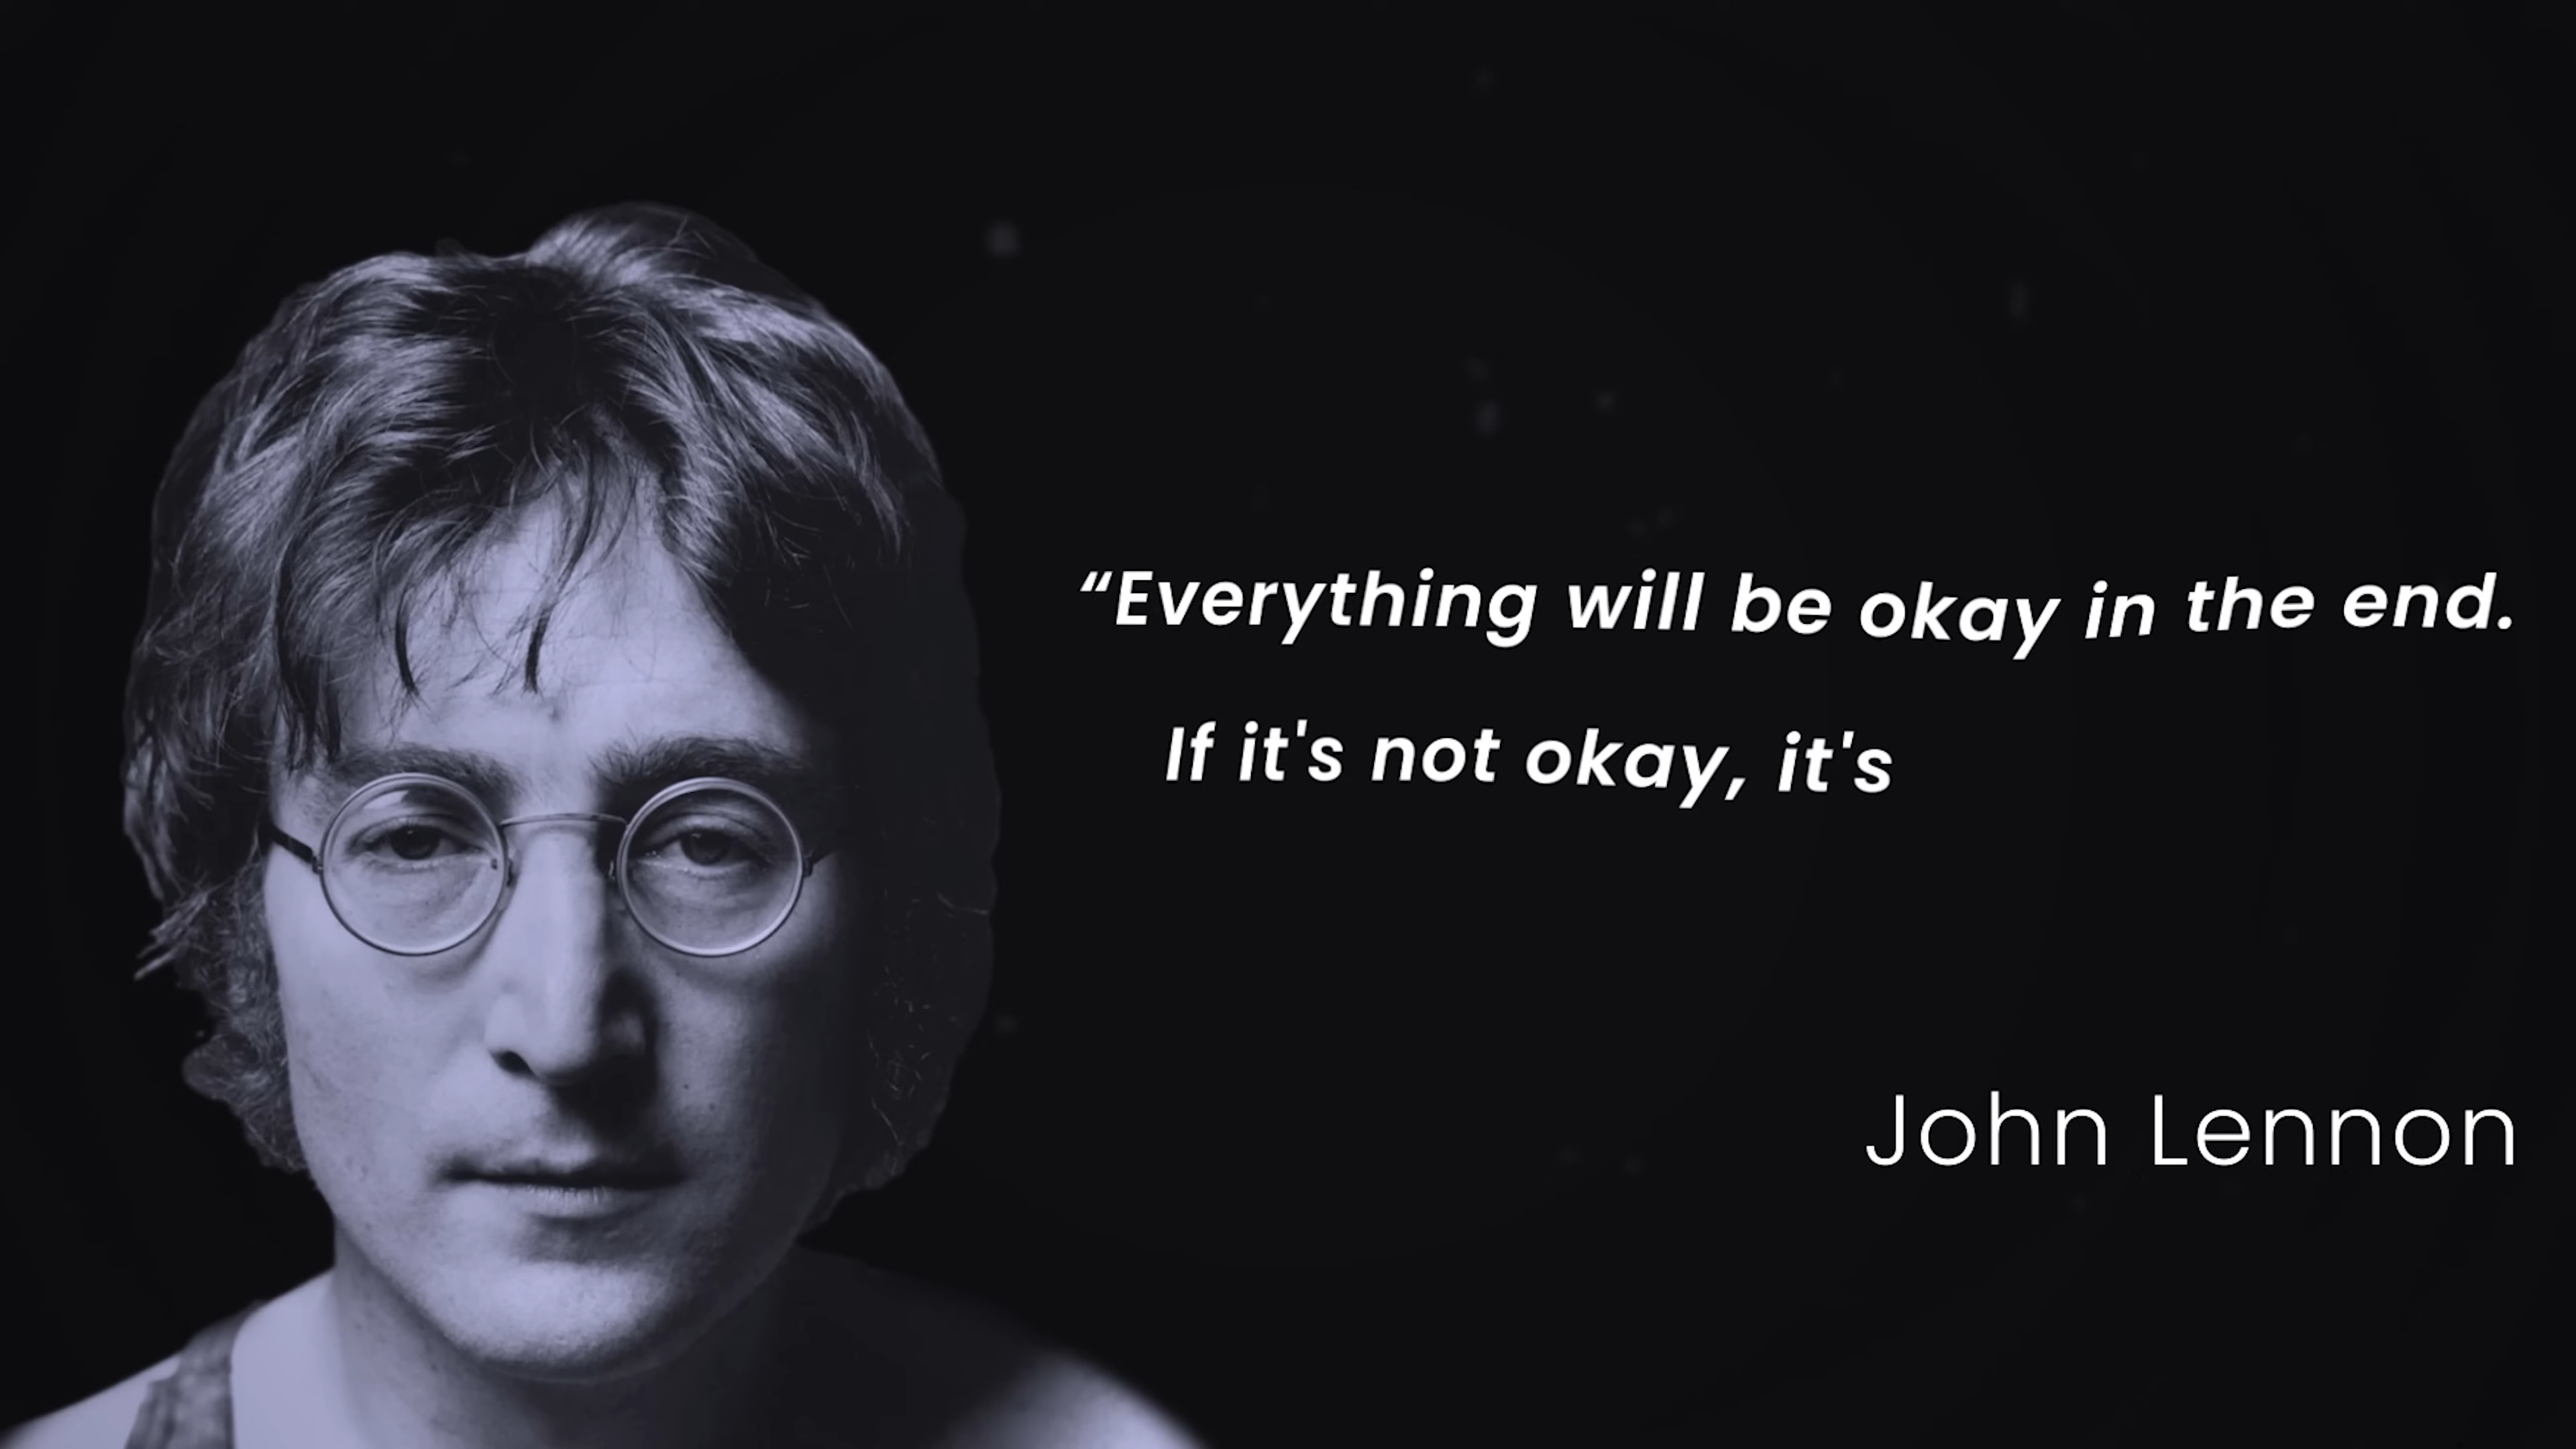 “Everything will be okay in the end.
If it's not okay, it's
John Lennon